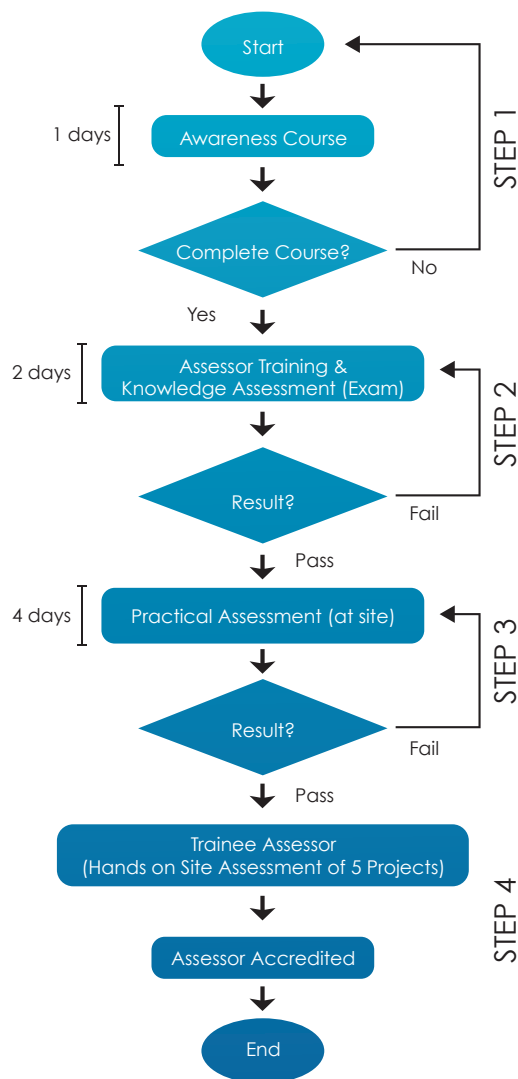 Start
1 days
Awareness Course
STEP 1
Complete Course?
No
Yes
2 days
Assessor Training &
Knowledge Assessment (Exam)
STEP 2
Result?
Fail
Pass
4 days
Practical Assessment (at site)
STEP 3
Result?
Fail
Pass
Trainee Assessor
(Hands on Site Assessment of 5 Projects)
STEP 4
Assessor Accredited
End